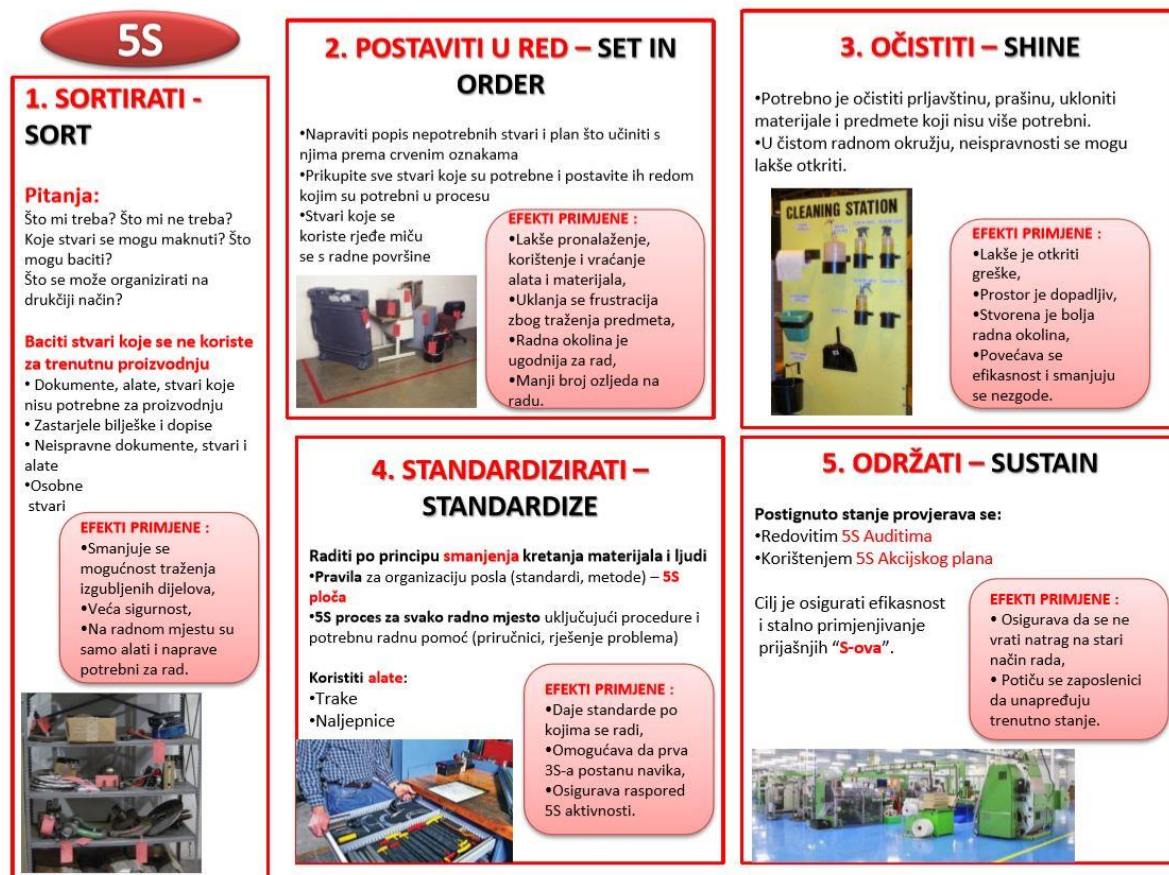 5S
1. SORTIRATI -
SORT
Pitanja:
Što mi treba? Što mi ne treba?
Koje stvari se mogu maknuti? Što
mogu baciti?
Što se može organizirati na
drukčiji način?
Baciti stvari koje se ne koriste
za trenutnu proizvodnju
• Dokumente, alate, stvari koje
nisu potrebne za proizvodnju
• Zastarjele bilješke i dopise
• Neispravne dokumente, stvari i
alate
•Osobne
stvari
EFEKTI PRIMJENE :
•Smanjuje se
mogućnost traženja
izgubljenih dijelova,
•Veća sigurnost,
•Na radnom mjestu su
samo alati i naprave
potrebni za rad.
2. POSTAVITI U RED – SET IN
ORDER
•Napraviti popis nepotrebnih stvari i plan što učiniti s
njima prema crvenim oznakama
•Prikupite sve stvari koje su potrebne i postavite ih redom
kojim su potrebni u procesu
•Stvari koje se
koriste rjeđe miču
se s radne površine
EFEKTI PRIMJENE :
•Lakše pronalaženje,
korištenje i vraćanje
alata i materijala,
•Uklanja se frustracija
zbog traženja predmeta,
•Radna okolina je
ugodnija za rad,
•Manji broj ozljeda na
radu.
3. OČISTITI – SHINE
•Potrebno je očistiti prljavštinu, prašinu, ukloniti
materijale i predmete koji nisu više potrebni.
•U čistom radnom okružju, neispravnosti se mogu
lakše otkriti.
CLEANING STATION
EFEKTI PRIMJENE :
•Lakše je otkriti
greške,
•Prostor je dopadljiv,
•Stvorena je bolja
radna okolina,
•Povećava se
efikasnost i smanjuju
se nezgode.
4. STANDARDIZIRATI –
STANDARDIZE
Raditi po principu smanjenja kretanja materijala i ljudi
•Pravila za organizaciju posla (standardi, metode) – 5S
ploča
•5S proces za svako radno mjesto uključujući procedure i
potrebnu radnu pomoć (priručnici, rješenje problema)
Koristiti alate:
•Trake
•Naljepnice
EFEKTI PRIMJENE :
•Daje standarde po
kojima se radi,
•Omogućava da prva
3S-a postanu navika,
•Osigurava raspored
5S aktivnosti.
5. ODRŽATI – SUSTAIN
Postignuto stanje provjerava se:
•Redovitim 5S Auditima
•Korištenjem 5S Akcijskog plana
Cilj je osigurati efikasnost
i stalno primjenjivanje
prijašnjih “S-ova”.
EFEKTI PRIMJENE :
• Osigurava da se ne
vrati natrag na stari
način rada,
• Potiču se zaposlenici
da unapređuju
trenutno stanje.